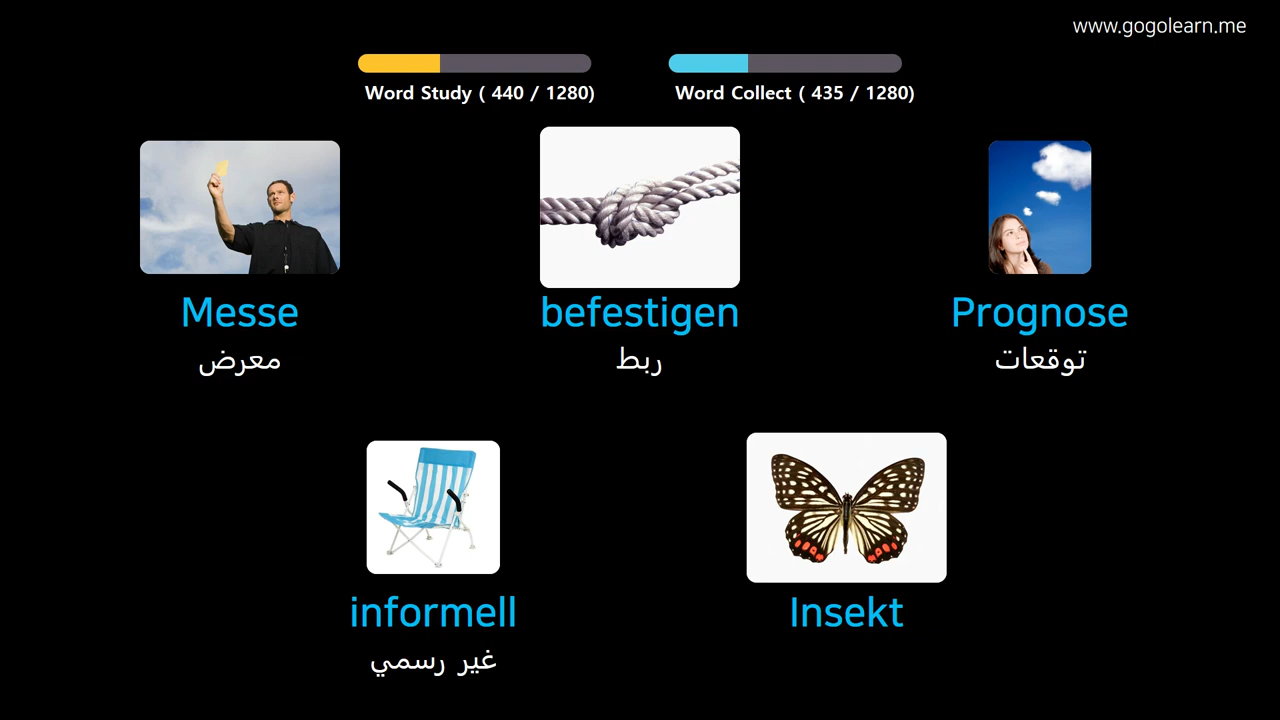 www.gogolearn.me
Word Study ( 440 / 1280)
Word Collect ( 435 / 1280)
Messe
معرض
befestigen
ربط
Prognose
توقعات
informell
غير رسمي
Insekt